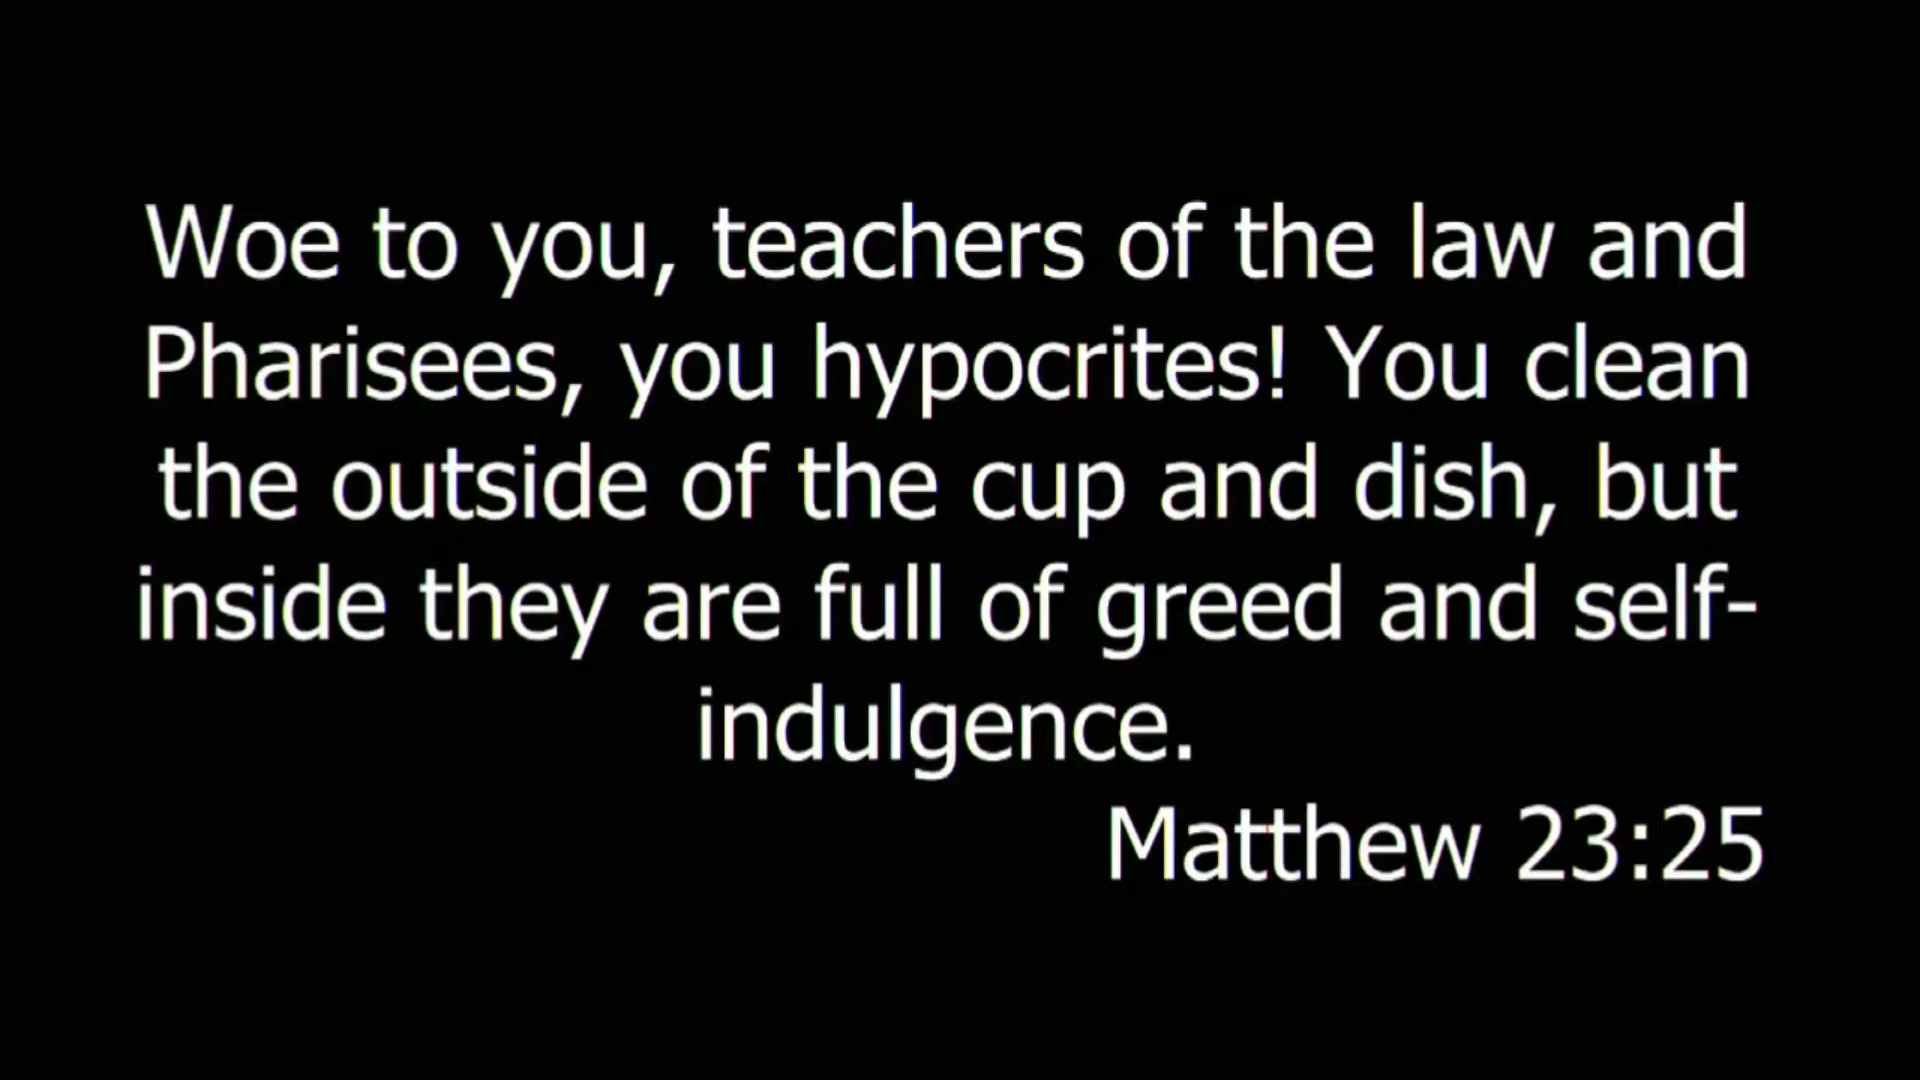 Woe to you, teachers of the law and
Pharisees, you hypocrites! You clean
the outside of the cup and dish, but
inside they are full of greed and self-
indulgence.
Matthew 23:25